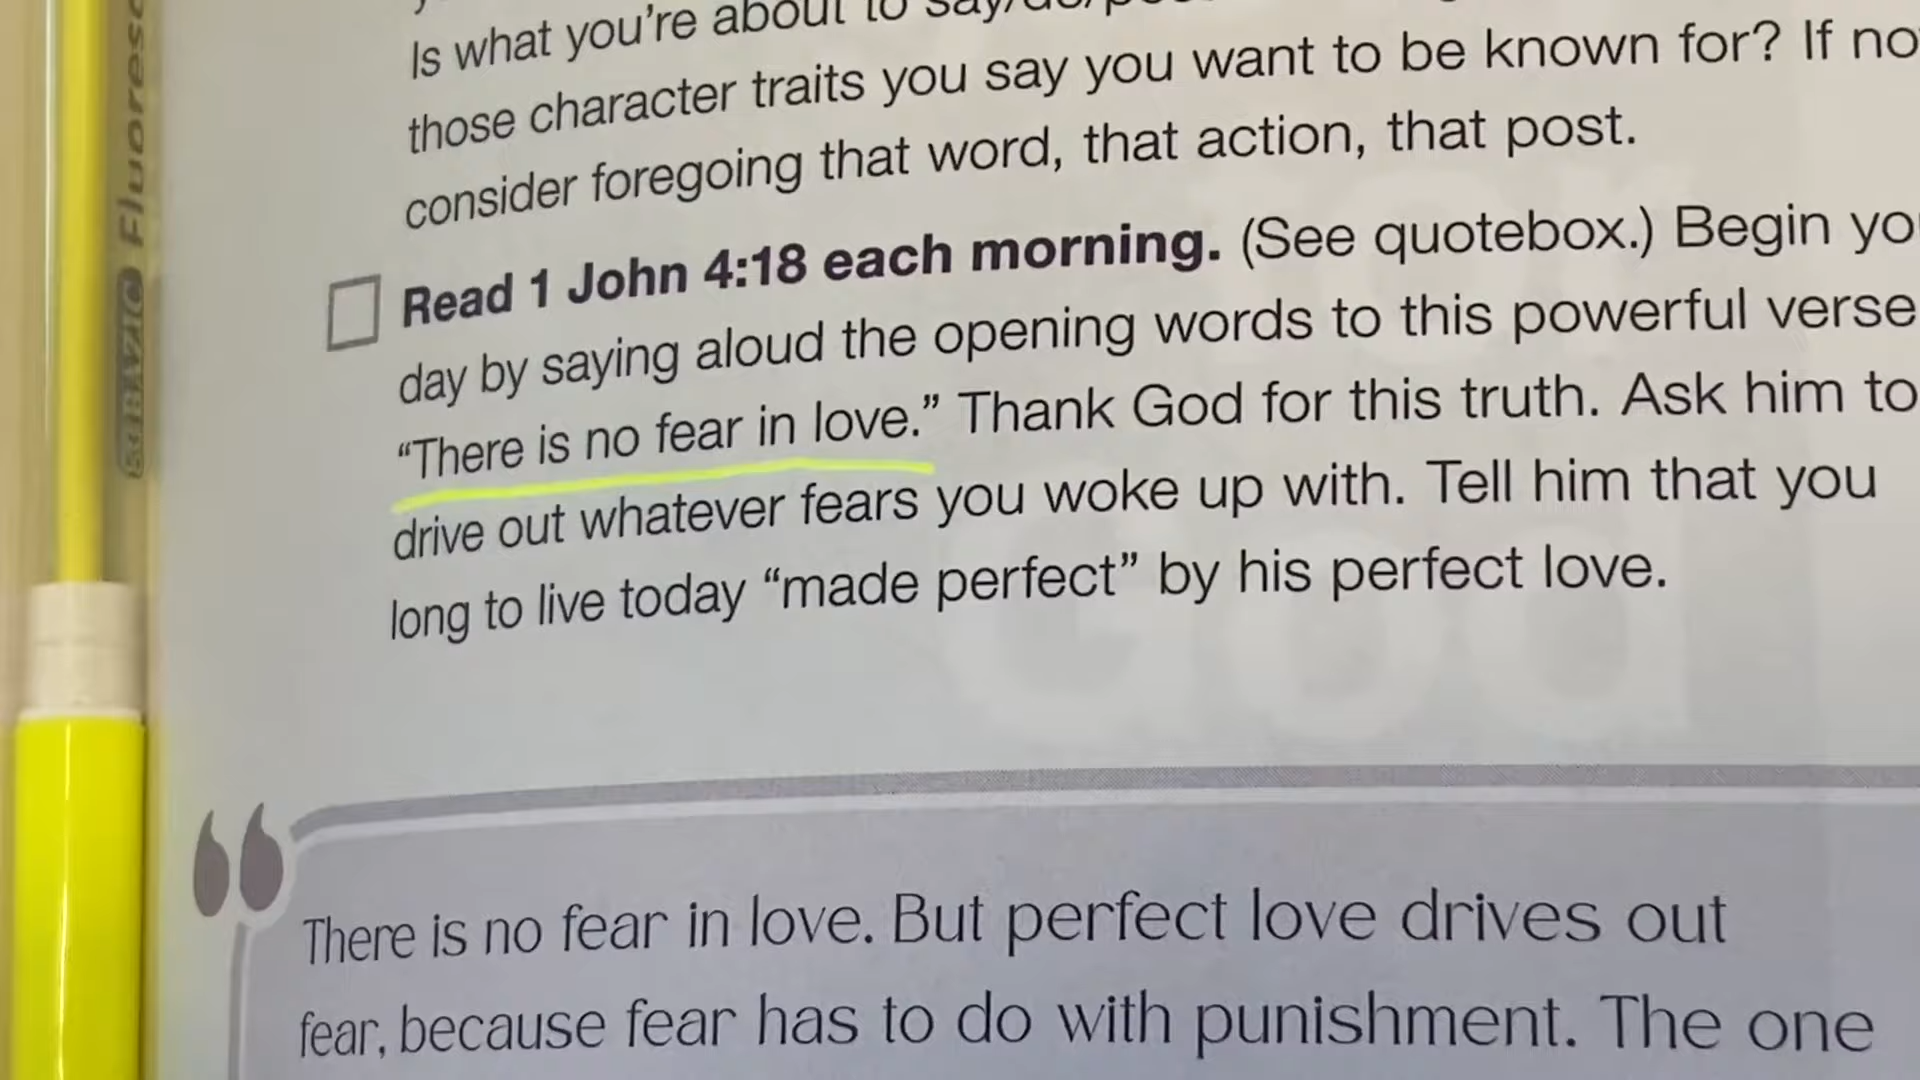 Is what you're about to
those character traits you say you want to be known for? If
consider foregoing that word, that action, that post.
Read 1 John 4:18 each morning. (See quotebox.) Begin
day by saying aloud the opening words to this powerful verse
“There is no fear in love.” Thank God for this truth. Ask him to
drive out whatever fears you woke up with. Tell him that you
long to live today “made perfect” by his perfect love.
There is no fear in love. But perfect love drives out
fear, because fear has to do with punishment. The one